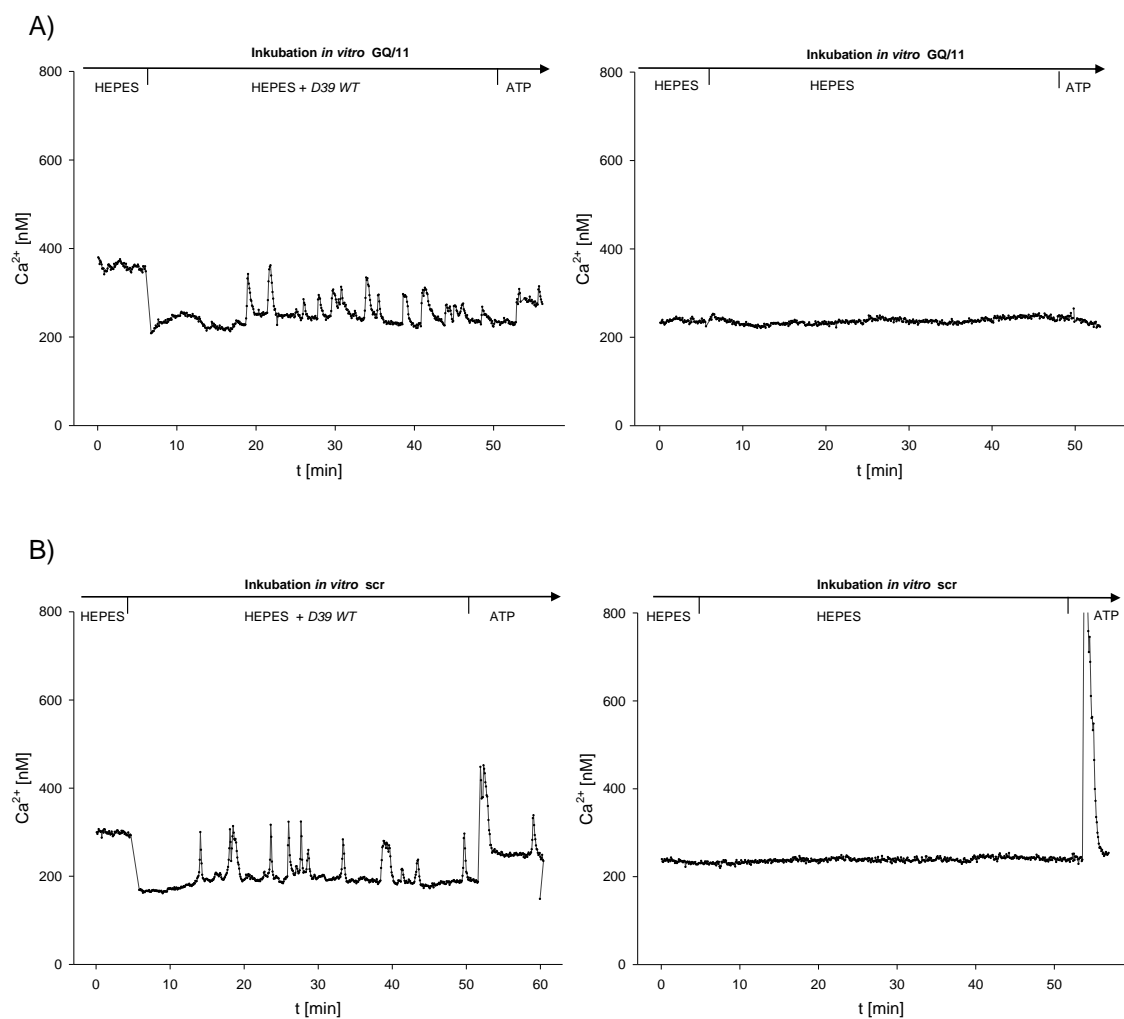 A)
Inkubation in vitro GQ/11
HEPES
HEPES + D39 WT
ATP
800
600
400
200
0
Ca2+ [nM]
0 10 20 30 40 50
t [min]
Inkubation in vitro GQ/11
HEPES
HEPES
ATP
800
600
400
200
0
Ca2+ [nM]
0 10 20 30 40 50
t [min]
B)
Inkubation in vitro scr
HEPES
HEPES + D39 WT
ATP
800
600
400
200
0
Ca2+ [nM]
0 10 20 30 40 50 60
t [min]
Inkubation in vitro scr
HEPES
HEPES
ATP
800
600
400
200
0
Ca2+ [nM]
0 10 20 30 40 50
t [min]